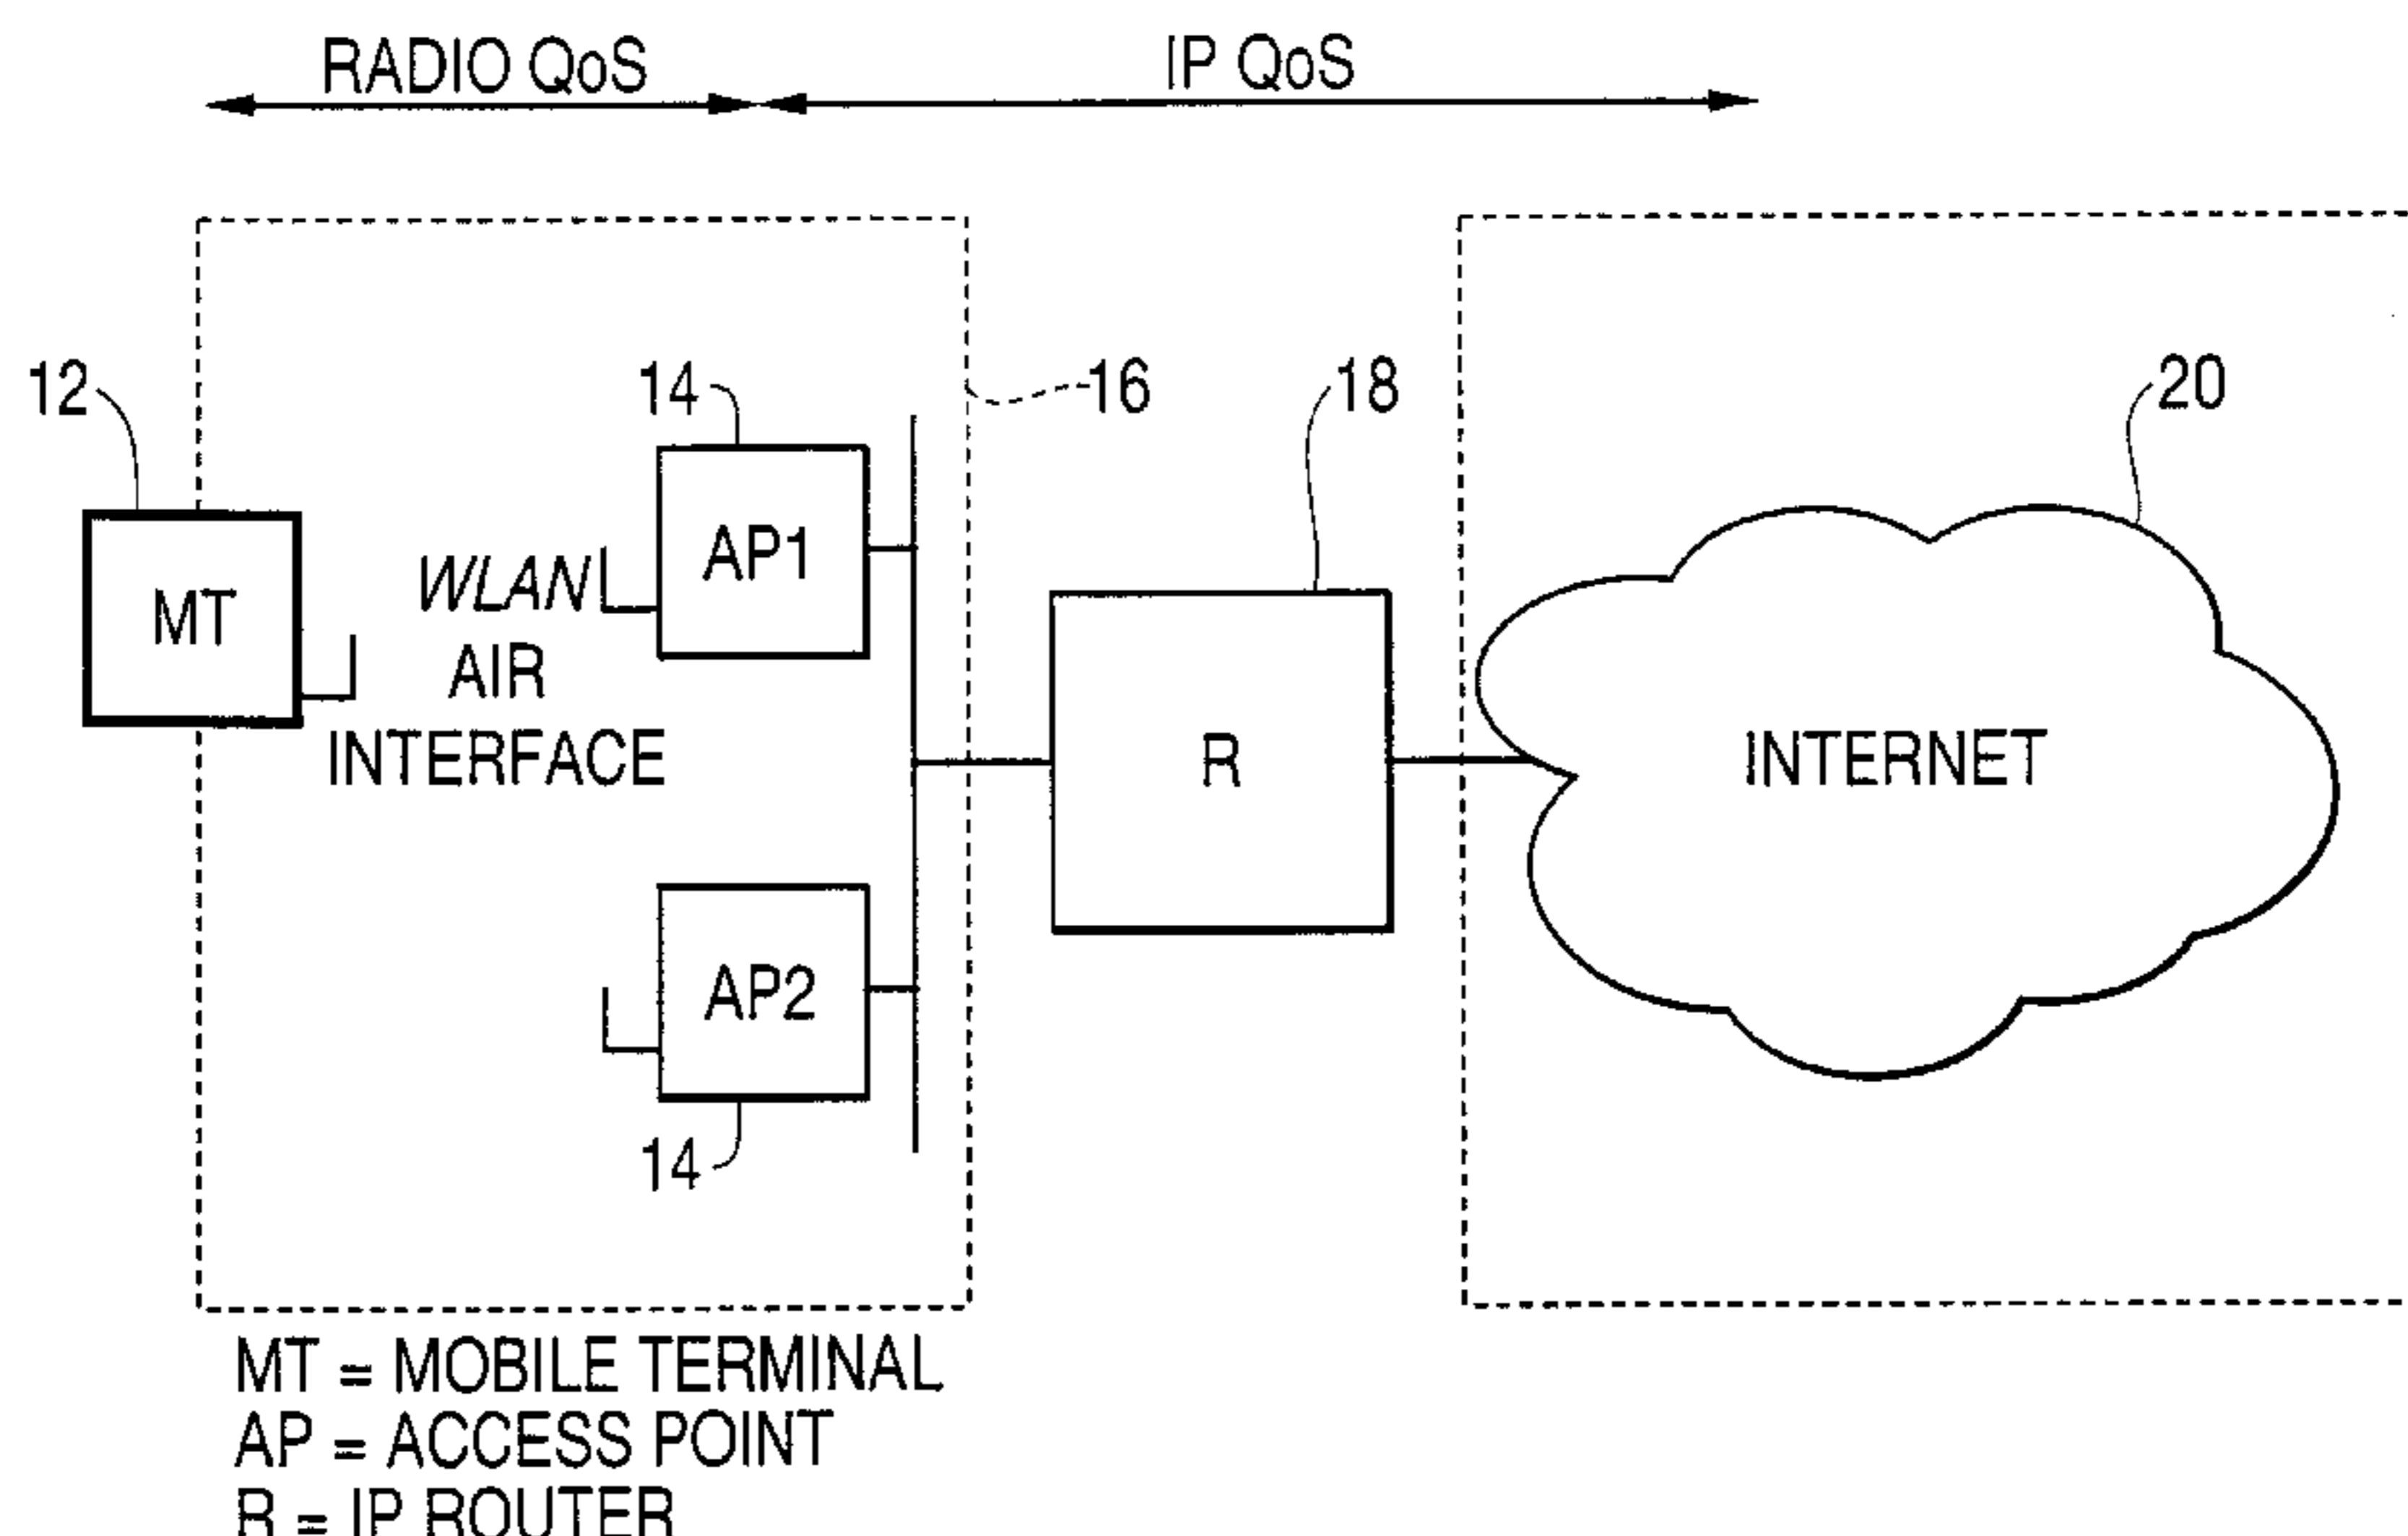 RADIO QoS
IP QoS
12
14
16
18
20
MT
WLAN
AIR
INTERFACE
AP1
R
INTERNET
AP2
14
MT = MOBILE TERMINAL
AP = ACCESS POINT
R = IP ROUTER